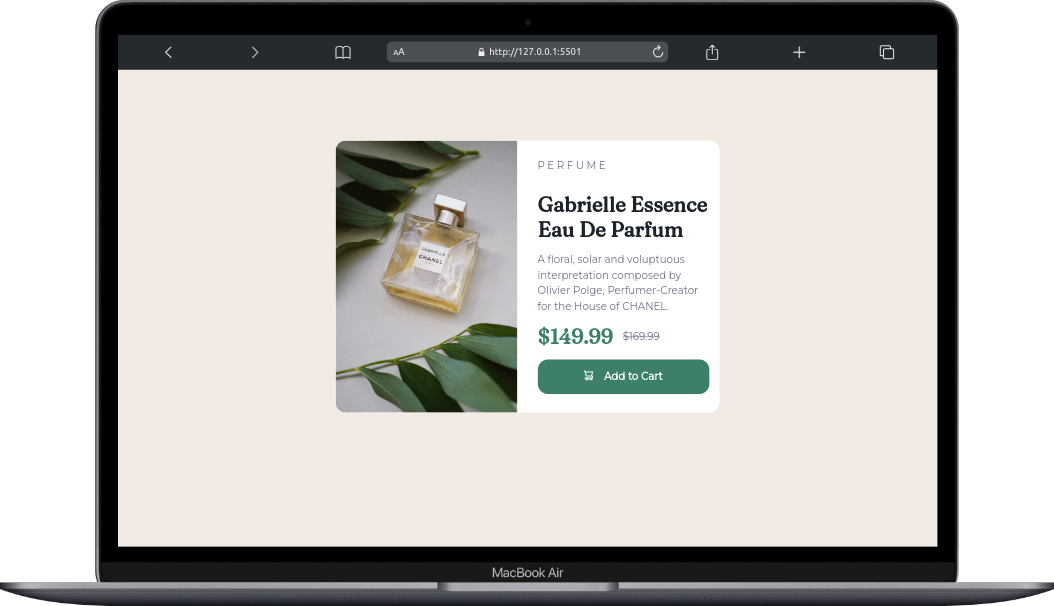 AA
http://127.0.0.1:5501
PERFUME
Gabrielle Essence
Eau De Parfum
A floral, solar and voluptuous
interpretation composed by
Olivier Polge, Perfumer-Creator
for the House of CHANEL.
$149.99 $169.99
Add to Cart
GABRIELLE
CHANEL
MacBook Air